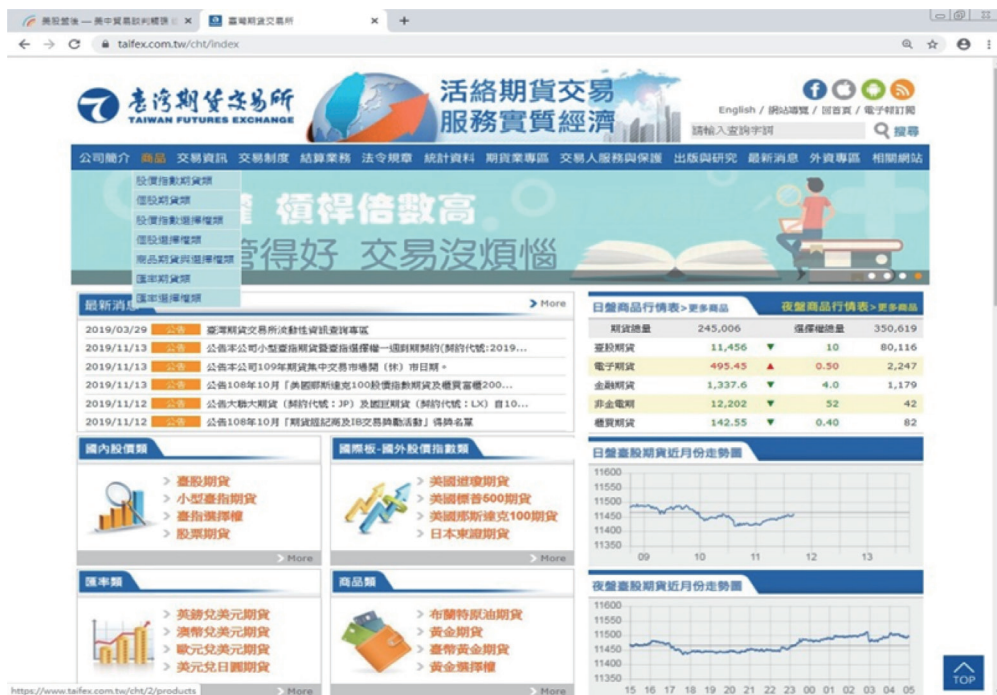 臺灣期貨交易所
taifex.com.tw/cht/index
臺灣期貨交易所
TAIWAN FUTURES EXCHANGE
活絡期貨交易
服務實質經濟
English / 網站導覽 / 回首頁 / 電子報訂閱
請輸入查詢字詞 搜尋
公司簡介 商品 交易資訊 交易制度 結算業務 法令規章 統計資料 期貨業專區 交易人服務與保護 出版與研究 最新消息 外資專區 相關網站
股價指數期貨類
個股期貨類
股價指數選擇權類
個股選擇權類
商品期貨與選擇權類
匯率期貨類
匯率選擇權類
槓桿倍數高
管得好 交易沒煩惱
最新消息 More
2019/03/29 公告 臺灣期貨交易所流動性資訊查詢專區
2019/11/13 公告 公告本公司小型臺指期貨暨臺指選擇權一週到期契約(契約代號:2019...
2019/11/13 公告 公告本公司109年期貨集中交易市場開（休）市日期。
2019/11/13 公告 公告108年10月「美國那斯達克100股價指數期貨及櫃買富櫃200...
2019/11/12 公告 公告大聯大期貨（契約代號：JP）及國巨期貨（契約代號：LX）自10...
2019/11/12 公告 公告108年10月「期貨經紀商及IB交易獎勵活動」得獎名單
日盤商品行情表>更多商品 夜盤商品行情表>更多商品
期貨總量 245,006 選擇權總量 350,619
臺股期貨 11,456 ▼ 10 80,116
電子期貨 495.45 ▲ 0.50 2,247
金融期貨 1,337.6 ▼ 4.0 1,179
非金電期 12,202 ▼ 52 42
櫃買期貨 142.55 ▼ 0.40 82
國內股價類
臺股期貨
小型臺指期貨
臺指選擇權
股票期貨
More
國際板-國外股價指數類
美國道瓊期貨
美國標普500期貨
美國那斯達克100期貨
日本東證期貨
More
日盤臺股期貨近月份走勢圖
11600
11550
11500
11450
11400
11350
09 10 11 12 13
匯率類
英鎊兌美元期貨
澳幣兌美元期貨
歐元兌美元期貨
美元兌日圓期貨
More
商品類
布蘭特原油期貨
黃金期貨
臺幣黃金期貨
黃金選擇權
More
夜盤臺股期貨近月份走勢圖
11600
11550
11500
11450
11400
11350
15 16 17 18 19 20 21 22 23 00 01 02 03 04 05
TOP
https://www.taifex.com.tw/cht/2/products